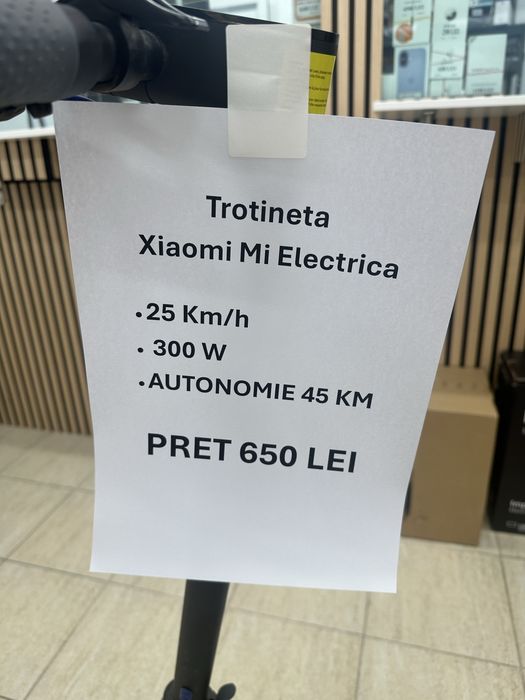 Trotineta
Xiaomi Mi Electrica
• 25 Km/h
• 300 W
• AUTONOMIE 45 KM
PRET 650 LEI